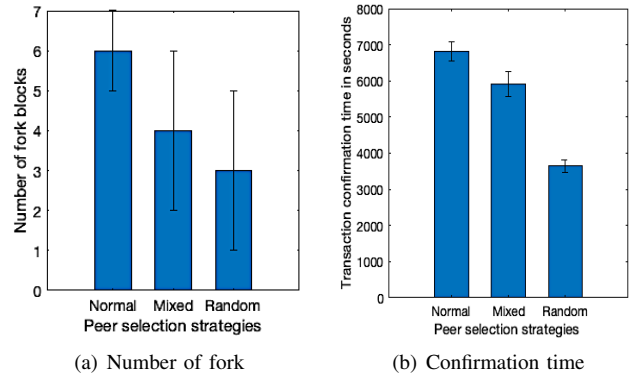 7
6
5
4
3
2
1
0
Number of fork blocks
Normal Mixed Random
Peer selection strategies
(a) Number of fork
8000
7000
6000
5000
4000
3000
2000
1000
0
Transaction confirmation time in seconds
Normal Mixed Random
Peer selection strategies
(b) Confirmation time